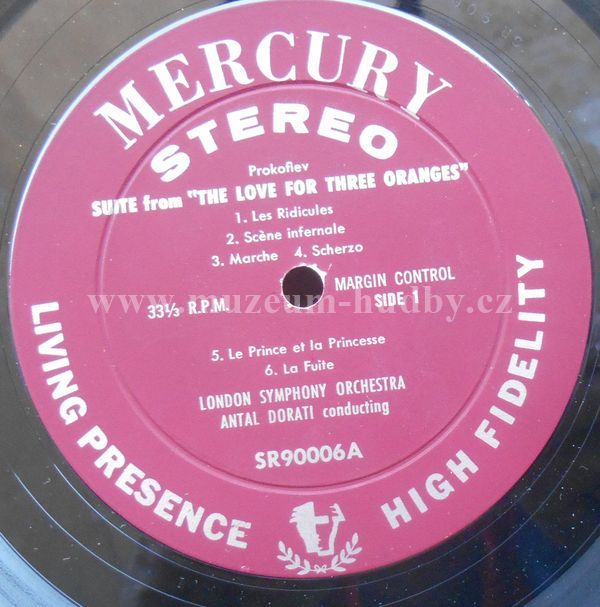 MERCURY
STEREO
Prokofiev
SUITE from "THE LOVE FOR THREE ORANGES"
1. Les Ridicules
2. Scène infernale
3. Marche 4. Scherzo
33⅓ R.P.M.
MARGIN CONTROL
SIDE 1
www.muzeum-hudby.cz
5. Le Prince et la Princesse
6. La Fuite
LONDON SYMPHONY ORCHESTRA
ANTAL DORATI conducting
SR90006A
LIVING PRESENCE
HIGH FIDELITY